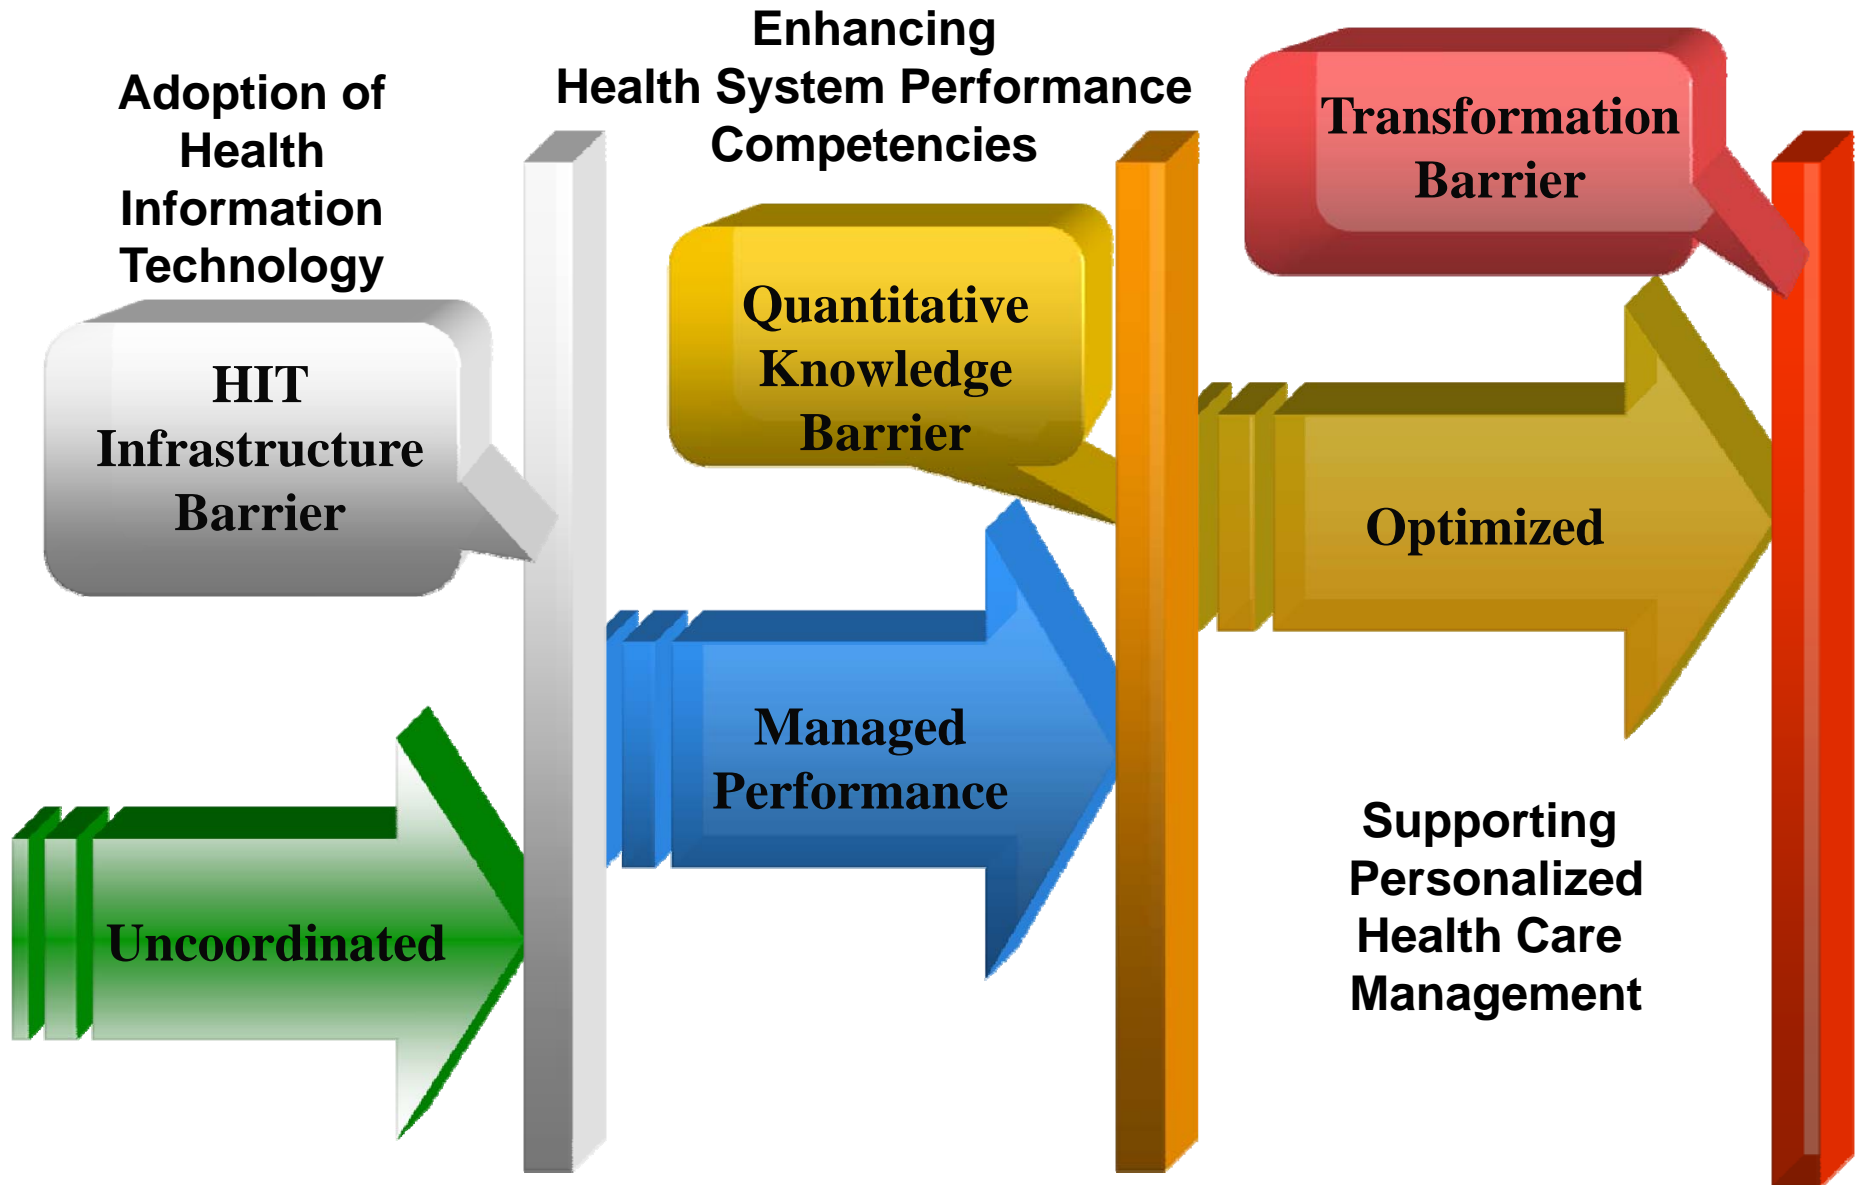 Adoption of
Health
Information
Technology
HIT
Infrastructure
Barrier
Uncoordinated
Enhancing
Health System Performance
Competencies
Quantitative
Knowledge
Barrier
Managed
Performance
Transformation
Barrier
Optimized
Supporting
Personalized
Health Care
Management